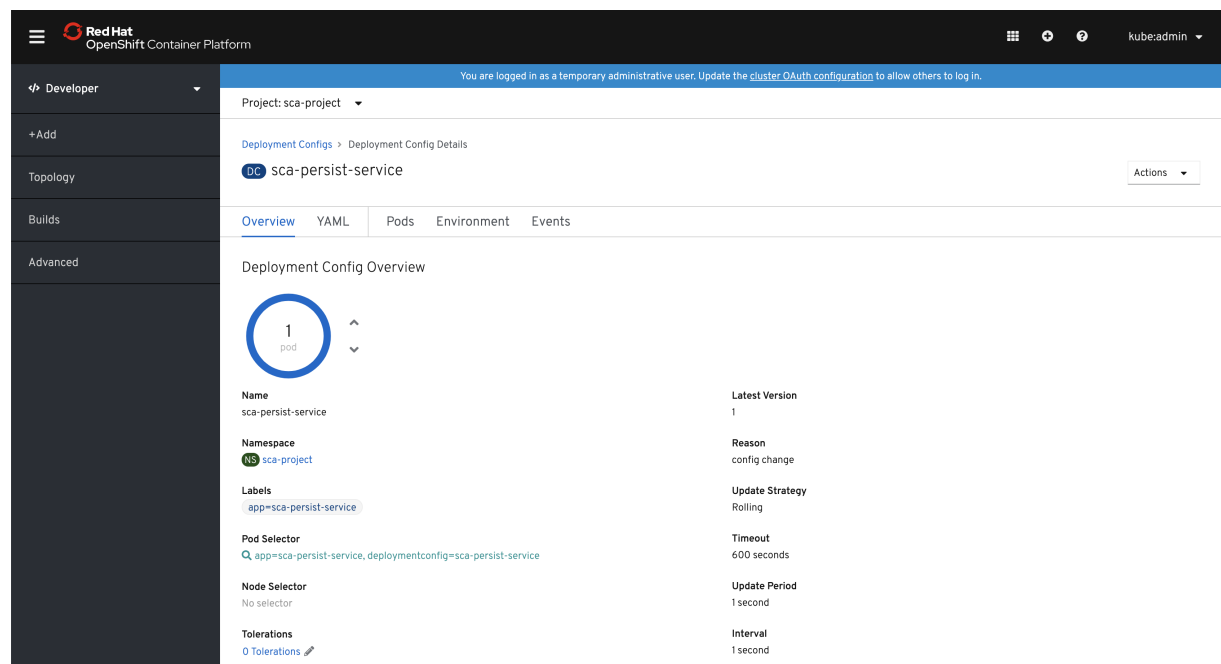 Red Hat
OpenShift Container Platform
kube:admin
Developer
You are logged in as a temporary administrative user. Update the cluster OAuth configuration to allow others to log in.
Project: sca-project
+Add
Topology
Builds
Advanced
Deployment Configs > Deployment Config Details
DC sca-persist-service
Actions
Overview YAML Pods Environment Events
Deployment Config Overview
1
pod
Name
sca-persist-service
Namespace
NS sca-project
Labels
app=sca-persist-service
Pod Selector
app=sca-persist-service, deploymentconfig=sca-persist-service
Node Selector
No selector
Tolerations
0 Tolerations
Latest Version
1
Reason
config change
Update Strategy
Rolling
Timeout
600 seconds
Update Period
1 second
Interval
1 second